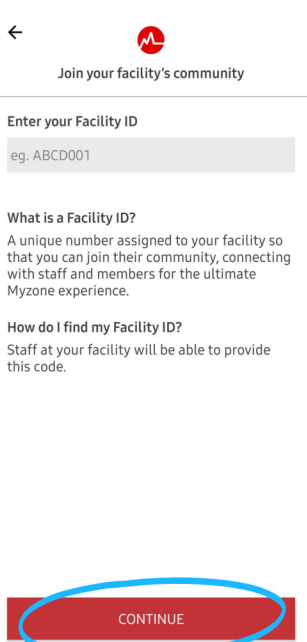 Join your facility's community
Enter your Facility ID
eg. ABCD001
What is a Facility ID?
A unique number assigned to your facility so
that you can join their community, connecting
with staff and members for the ultimate
Myzone experience.
How do I find my Facility ID?
Staff at your facility will be able to provide
this code.
CONTINUE